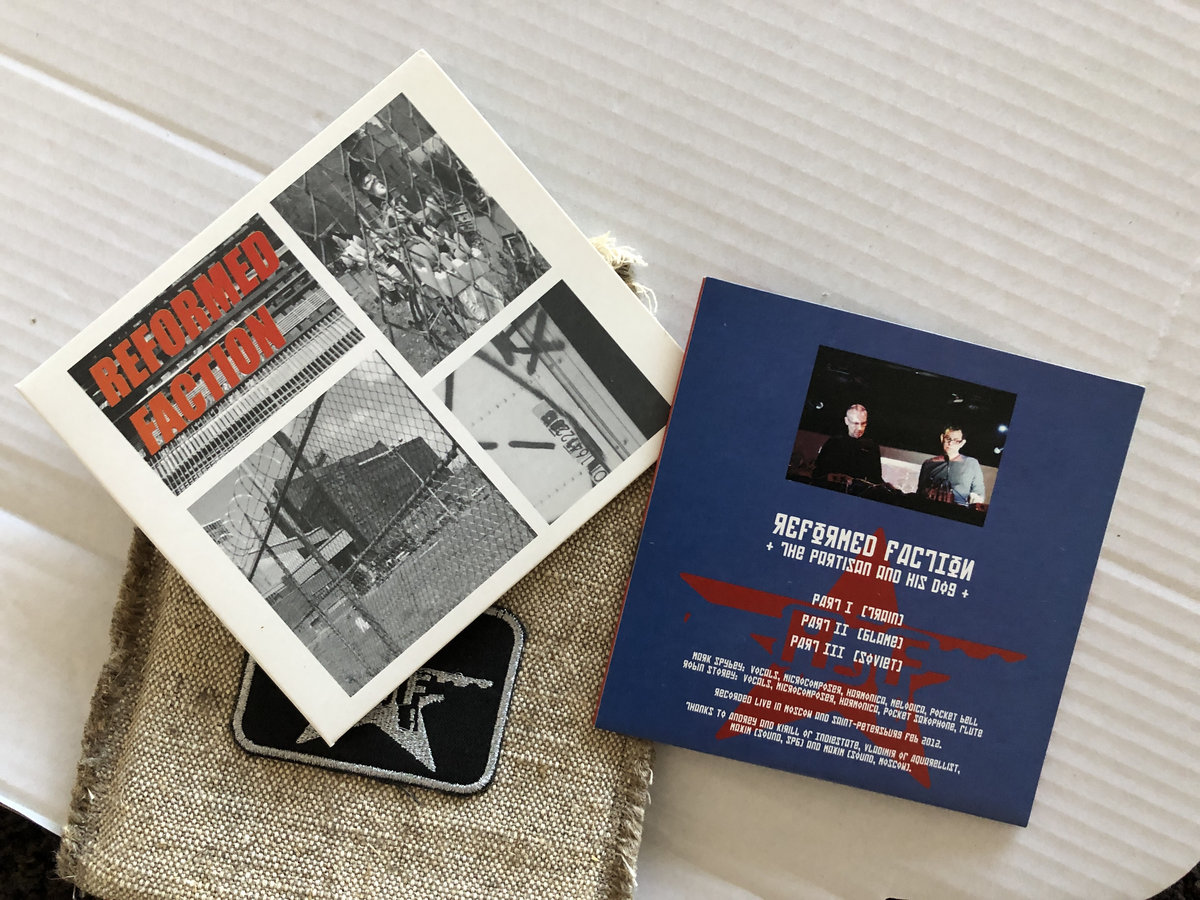 REFORMED
FACTION
REFORMED FACTION
+ THE PARTISAN AND HIS DOG +
PART I (TRAIN)
PART II (BLAME)
PART III (SOVIET)
MARK SPYBEY: VOCALS, MICROCOMPOSER, HARMONICA, MELODICA, POCKET BELL
ROBIN STOREY: VOCALS, MICROCOMPOSER, HARMONICA, POCKET SAXOPHONE, FLUTE
RECORDED LIVE IN MOSCOW AND SAINT-PETERSBURG FEB 2012.
THANKS TO ANDREY AND KIRILL OF INDIESTATE, VLADIMIR OF AQUARELLIST,
MAXIM (SOUND, SPB) AND MAXIM (SOUND, MOSCOW).